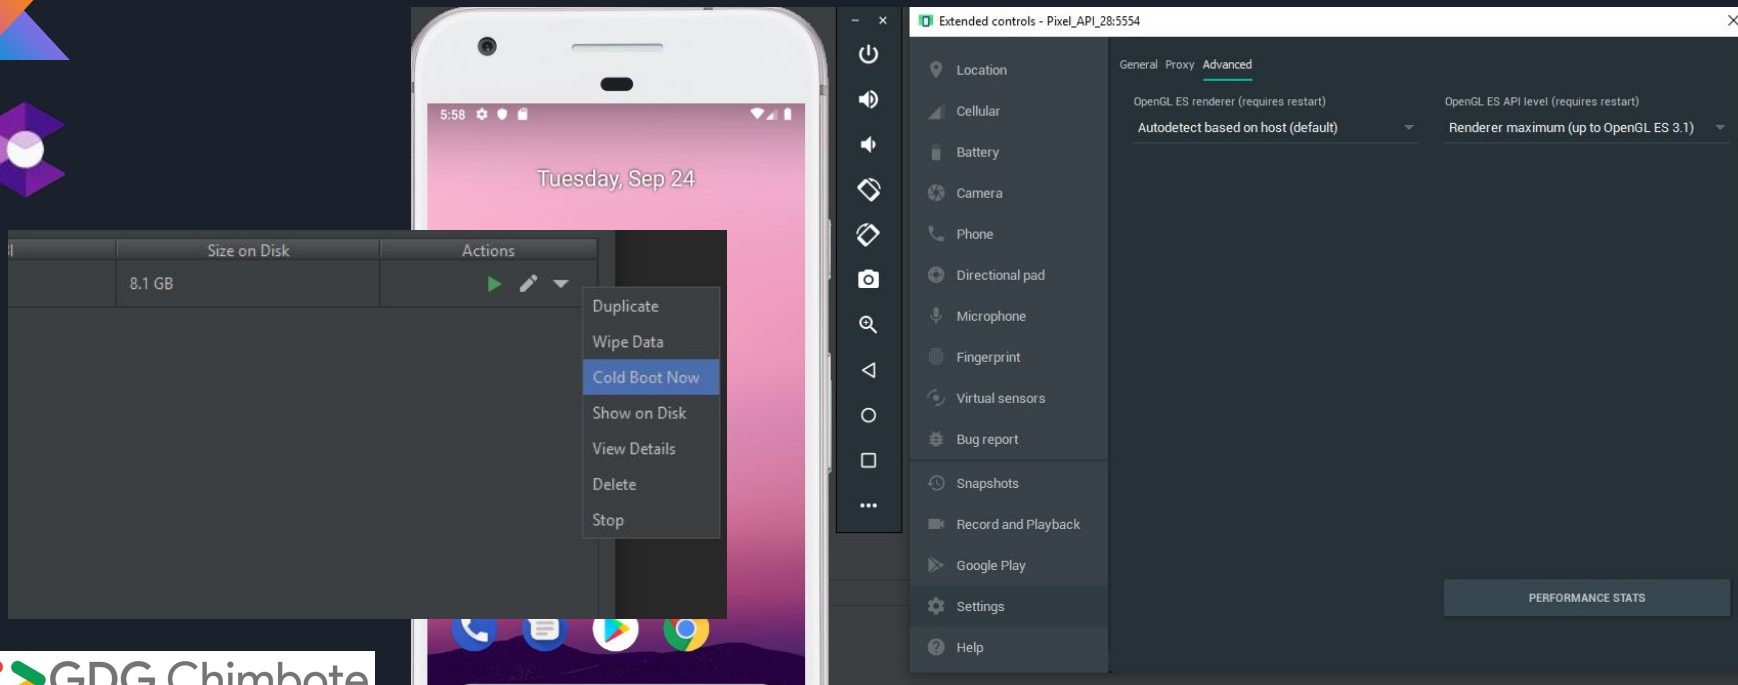 Extended controls - Pixel_API_28:5554
General Proxy Advanced
OpenGL ES renderer (requires restart)
Autodetect based on host (default)
OpenGL ES API level (requires restart)
Renderer maximum (up to OpenGL ES 3.1)
Location
Cellular
Battery
Camera
Phone
Directional pad
Microphone
Fingerprint
Virtual sensors
Bug report
Snapshots
Record and Playback
Google Play
Settings
Help
PERFORMANCE STATS
5:58
Tuesday, Sep 24
Size on Disk
Actions
8.1 GB
Duplicate
Wipe Data
Cold Boot Now
Show on Disk
View Details
Delete
Stop
GDG Chimbote